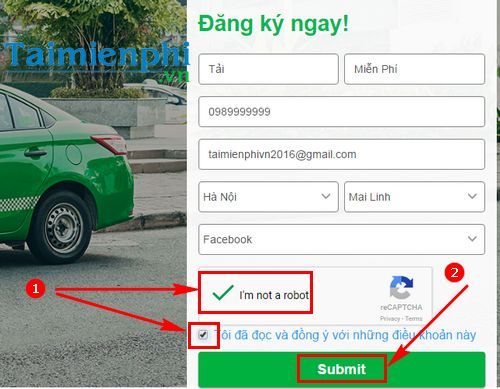 Đăng ký ngay!
Taimienphi
.vn
Tải
Miễn Phí
0989999999
taimienphivn2016@gmail.com
Hà Nội
Mai Linh
Facebook
1
I'm not a robot
reCAPTCHA
Privacy - Terms
2
Tôi đã đọc và đồng ý với những điều khoản này
Submit